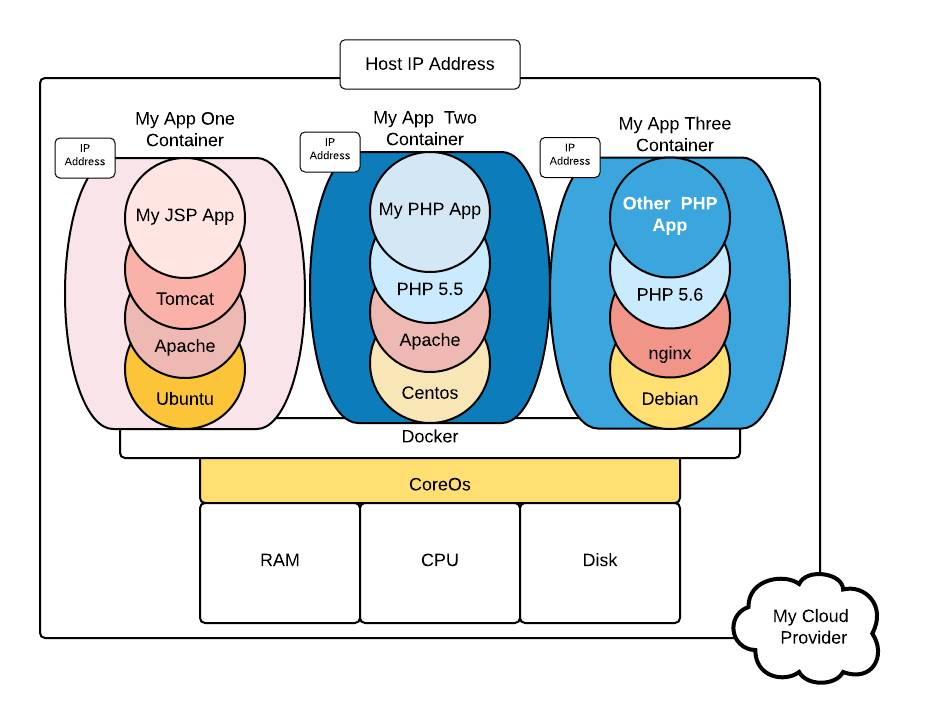 Host IP Address
My App One
Container
My App Two
Container
My App Three
Container
IP
Address
IP
Address
IP
Address
My JSP App
Tomcat
Apache
Ubuntu
My PHP App
PHP 5.5
Apache
Centos
Other PHP
App
PHP 5.6
nginx
Debian
Docker
CoreOs
RAM
CPU
Disk
My Cloud
Provider